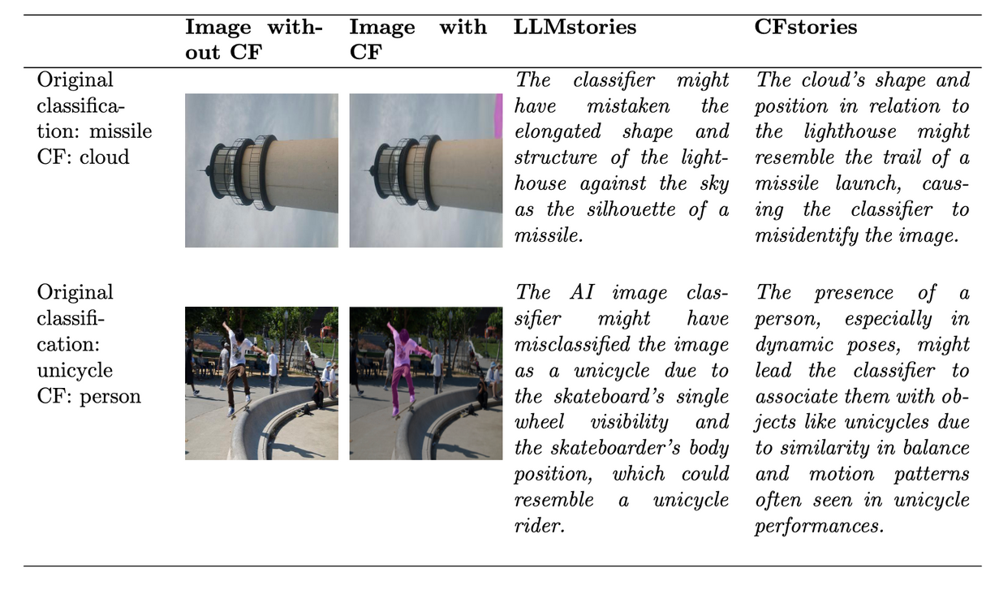 Image with-
out CF
Image with
CF
LLMstories
CFstories
Original
classifica-
tion: missile
CF: cloud
The classifier might
have mistaken the
elongated shape and
structure of the light-
house against the sky
as the silhouette of a
missile.
The cloud's shape and
position in relation to
the lighthouse might
resemble the trail of a
missile launch, caus-
ing the classifier to
misidentify the image.
Original
classifi-
cation:
unicycle
CF: person
The AI image clas-
sifier might have
misclassified the image
as a unicycle due to
the skateboard's single
wheel visibility and
the skateboarder's body
position, which could
resemble a unicycle
rider.
The presence of a
person, especially in
dynamic poses, might
lead the classifier to
associate them with ob-
jects like unicycles due
to similarity in balance
and motion patterns
often seen in unicycle
performances.